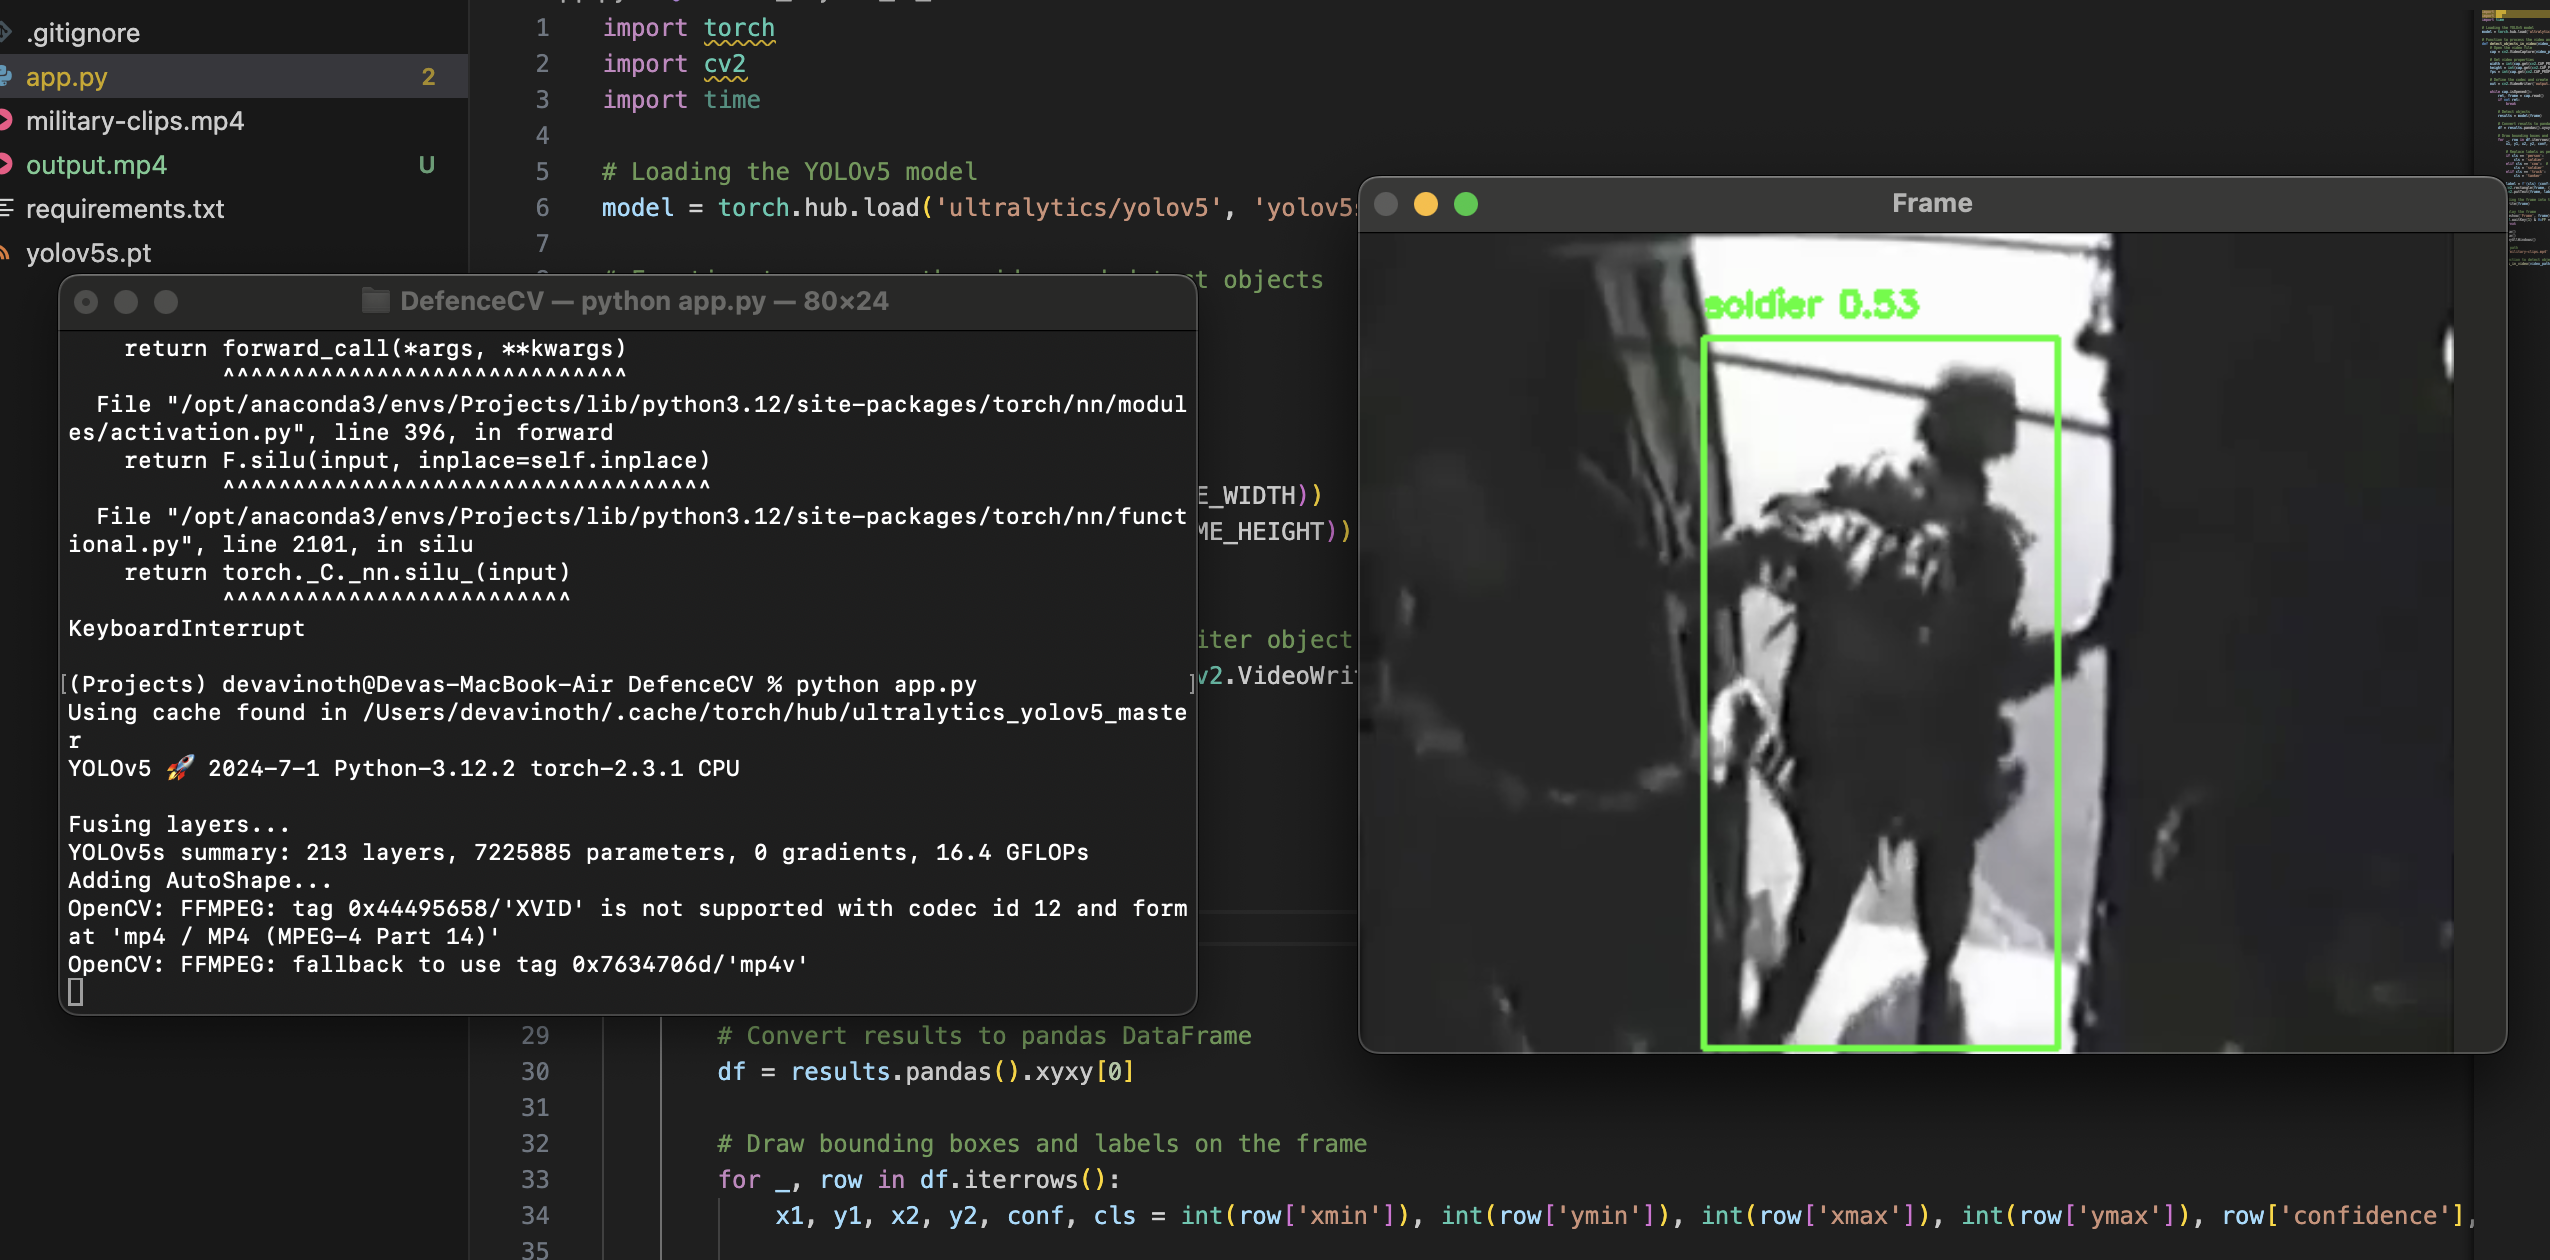 .gitignore
app.py 2
military-clips.mp4
output.mp4 U
requirements.txt
yolov5s.pt
1 import torch
2 import cv2
3 import time
4
5 # Loading the YOLOv5 model
6 model = torch.hub.load('ultralytics/yolov5', 'yolov5s
7
t objects
E_WIDTH))
ME_HEIGHT))
iter object
v2.VideoWri
DefenceCV — python app.py — 80×24
return forward_call(*args, **kwargs)
^^^^^^^^^^^^^^^^^^^^^^^^^^^^^
File "/opt/anaconda3/envs/Projects/lib/python3.12/site-packages/torch/nn/modul
es/activation.py", line 396, in forward
return F.silu(input, inplace=self.inplace)
^^^^^^^^^^^^^^^^^^^^^^^^^^^^^^^^^^^
File "/opt/anaconda3/envs/Projects/lib/python3.12/site-packages/torch/nn/funct
ional.py", line 2101, in silu
return torch._C._nn.silu_(input)
^^^^^^^^^^^^^^^^^^^^^^^^^
KeyboardInterrupt
[(Projects) devavinoth@Devas-MacBook-Air DefenceCV % python app.py ]
Using cache found in /Users/devavinoth/.cache/torch/hub/ultralytics_yolov5_maste
r
YOLOv5 🚀 2024-7-1 Python-3.12.2 torch-2.3.1 CPU
Fusing layers...
YOLOv5s summary: 213 layers, 7225885 parameters, 0 gradients, 16.4 GFLOPs
Adding AutoShape...
OpenCV: FFMPEG: tag 0x44495658/'XVID' is not supported with codec id 12 and form
at 'mp4 / MP4 (MPEG-4 Part 14)'
OpenCV: FFMPEG: fallback to use tag 0x7634706d/'mp4v'
Frame
soldier 0.53
29 # Convert results to pandas DataFrame
30 df = results.pandas().xyxy[0]
31
32 # Draw bounding boxes and labels on the frame
33 for _, row in df.iterrows():
34 x1, y1, x2, y2, conf, cls = int(row['xmin']), int(row['ymin']), int(row['xmax']), int(row['ymax']), row['confidence'],
35